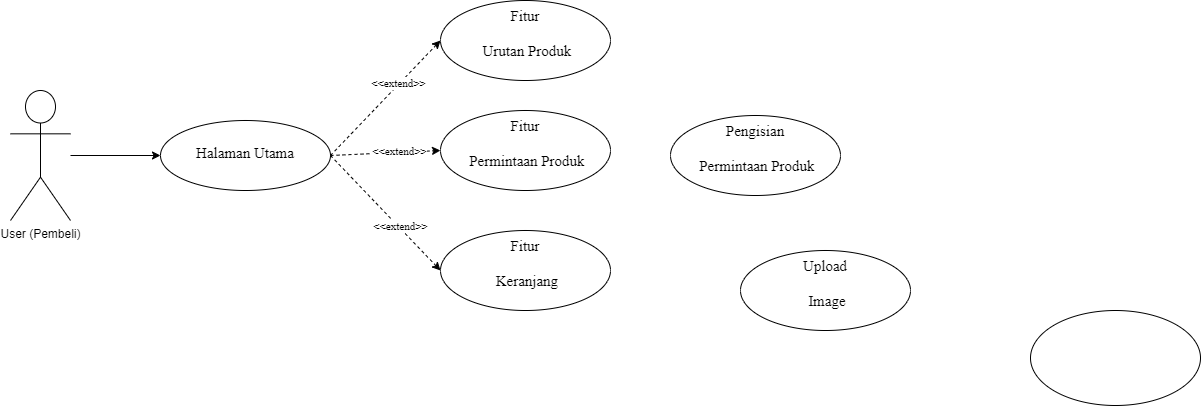 Fitur
Urutan Produk
<<extend>>
User (Pembeli)
Halaman Utama
<<extend>>
Fitur
Permintaan Produk
Pengisian
Permintaan Produk
<<extend>>
Fitur
Keranjang
Upload
Image